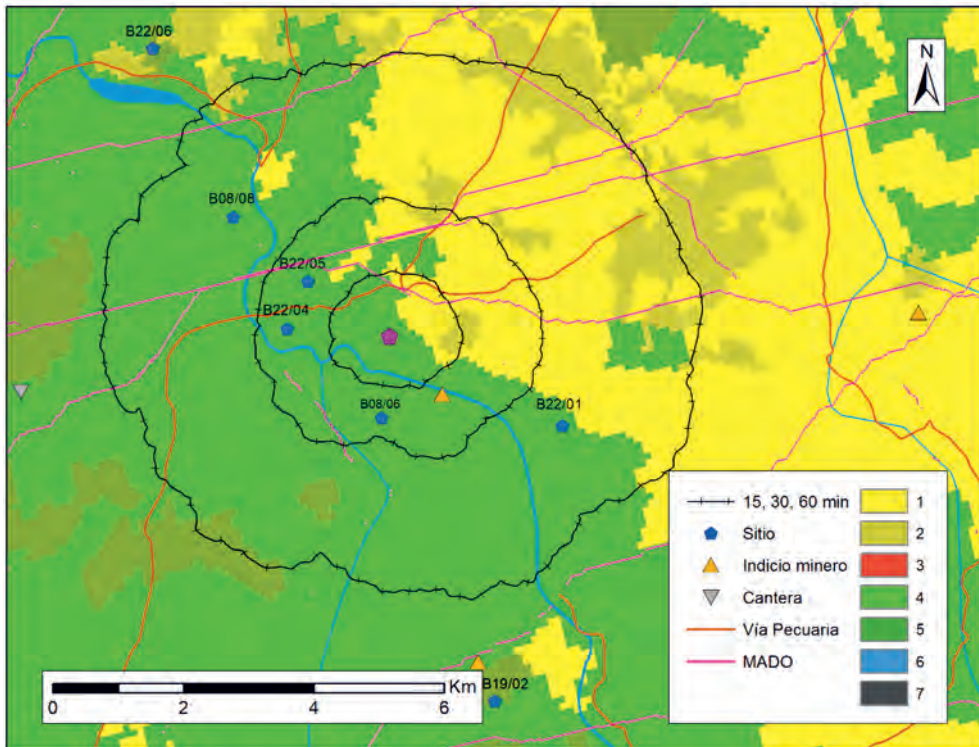 B22/06
N
B08/08
B22/05
B22/04
B08/06
B22/01
B19/02
15, 30, 60 min
Sitio
Indicio minero
Cantera
Vía Pecuaria
MADO
1
2
3
4
5
6
7
Km
0 2 4 6